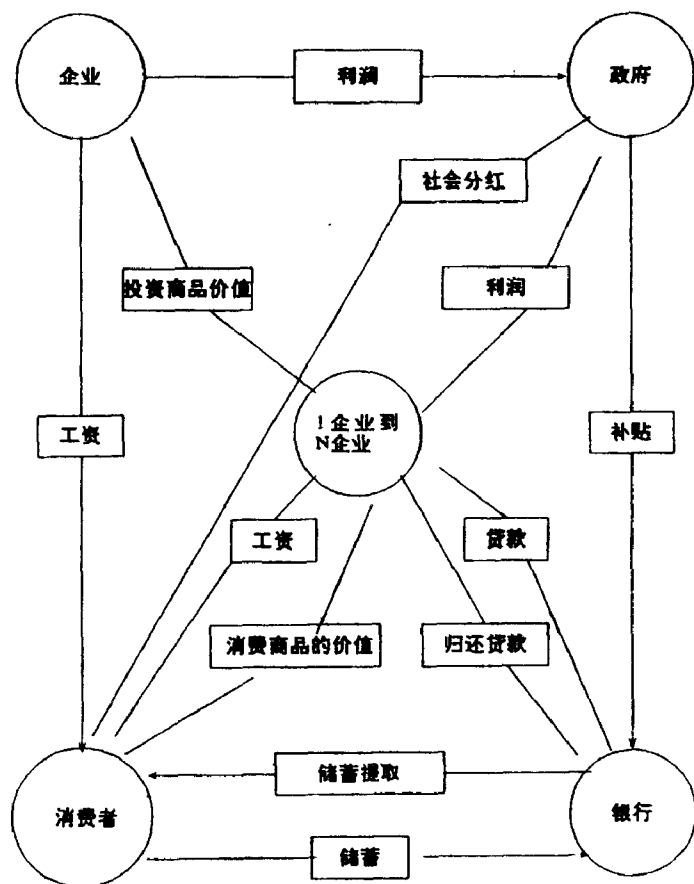 企业
利润
政府
社会分红
投资商品价值
利润
1企业到
N企业
工资
补贴
工资
贷款
消费商品的价值
归还贷款
储蓄提取
消费者
银行
储蓄